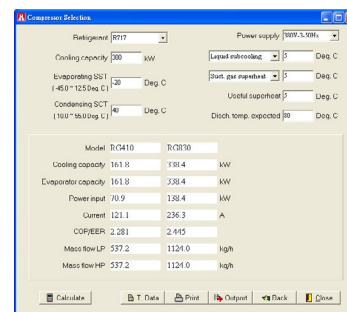 Compressor Selection
Refrigerant R717
Power supply 380V-3-50Hz
Cooling capacity 300 kW
Liquid subcooling 5 Deg. C
Evaporating SST -20 Deg. C
( -45.0 ~ 12.5 Deg. C )
Suct. gas superheat 5 Deg. C
Useful superheat 5 Deg. C
Condensing SCT 40 Deg. C
( 18.0 ~ 55.0 Deg. C )
Disch. temp. expected 80 Deg. C
Model RG410 RG830
Cooling capacity 161.8 338.4 kW
Evaporator capacity 161.8 338.4 kW
Power input 70.9 138.4 kW
Current 121.1 236.3 A
COP/EER 2.281 2.445
Mass flow LP 537.2 1124.0 kg/h
Mass flow HP 537.2 1124.0 kg/h
Calculate T. Data Print Outport Back Close